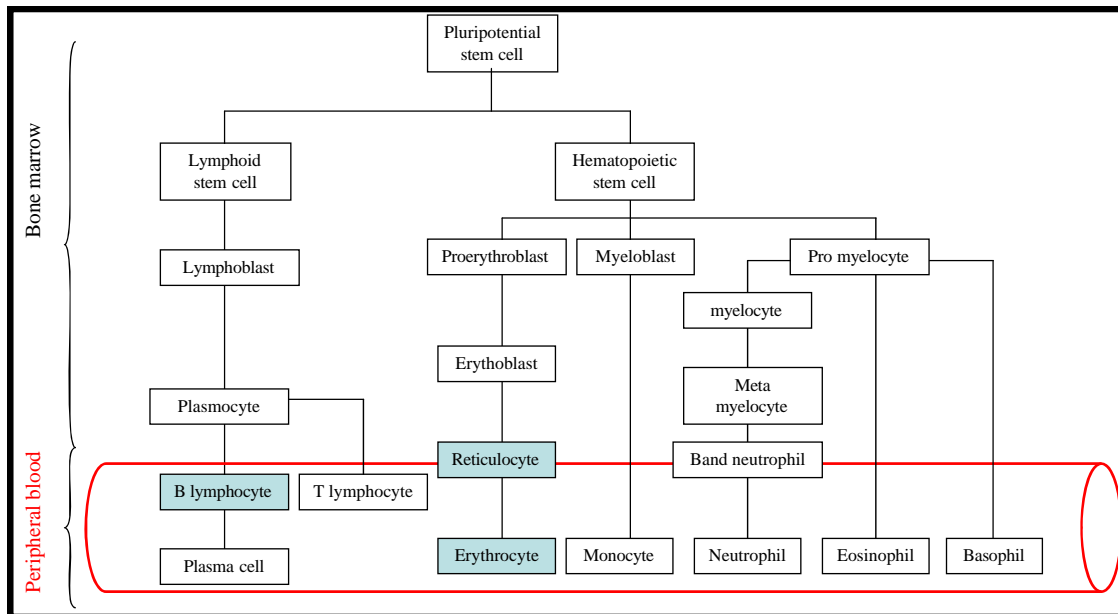 Pluripotential
stem cell
Bone marrow
Lymphoid
stem cell
Hematopoietic
stem cell
Lymphoblast
Proerythroblast
Myeloblast
Pro myelocyte
myelocyte
Erythoblast
Meta
myelocyte
Plasmocyte
Reticulocyte
Band neutrophil
Peripheral blood
B lymphocyte
T lymphocyte
Plasma cell
Erythrocyte
Monocyte
Neutrophil
Eosinophil
Basophil